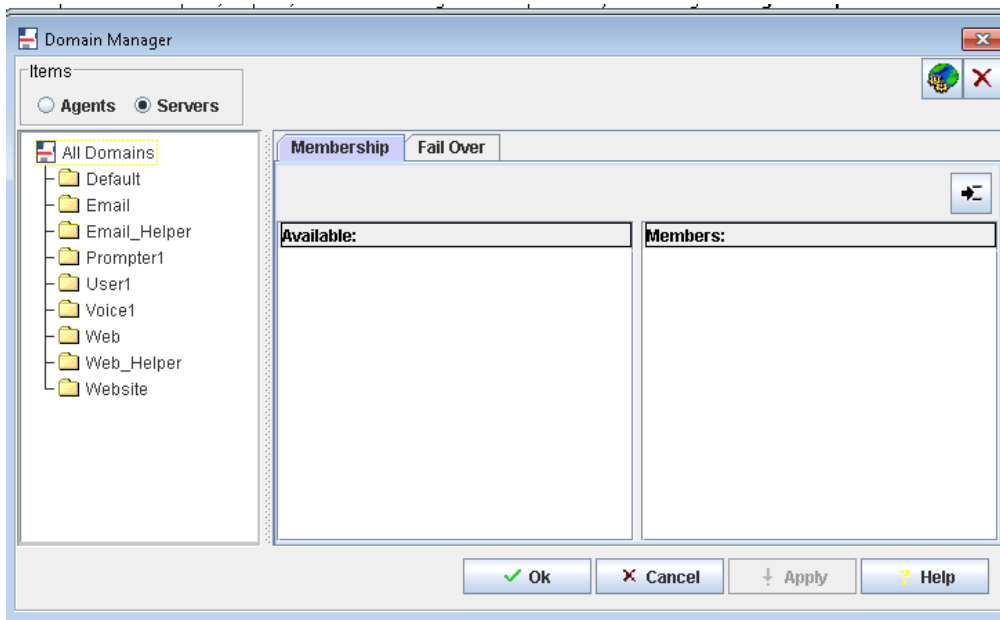 Domain Manager
Items
Agents Servers
All Domains
Default
Email
Email_Helper
Prompter1
User1
Voice1
Web
Web_Helper
Website
Membership Fail Over
Available: Members:
Ok Cancel Apply ? Help